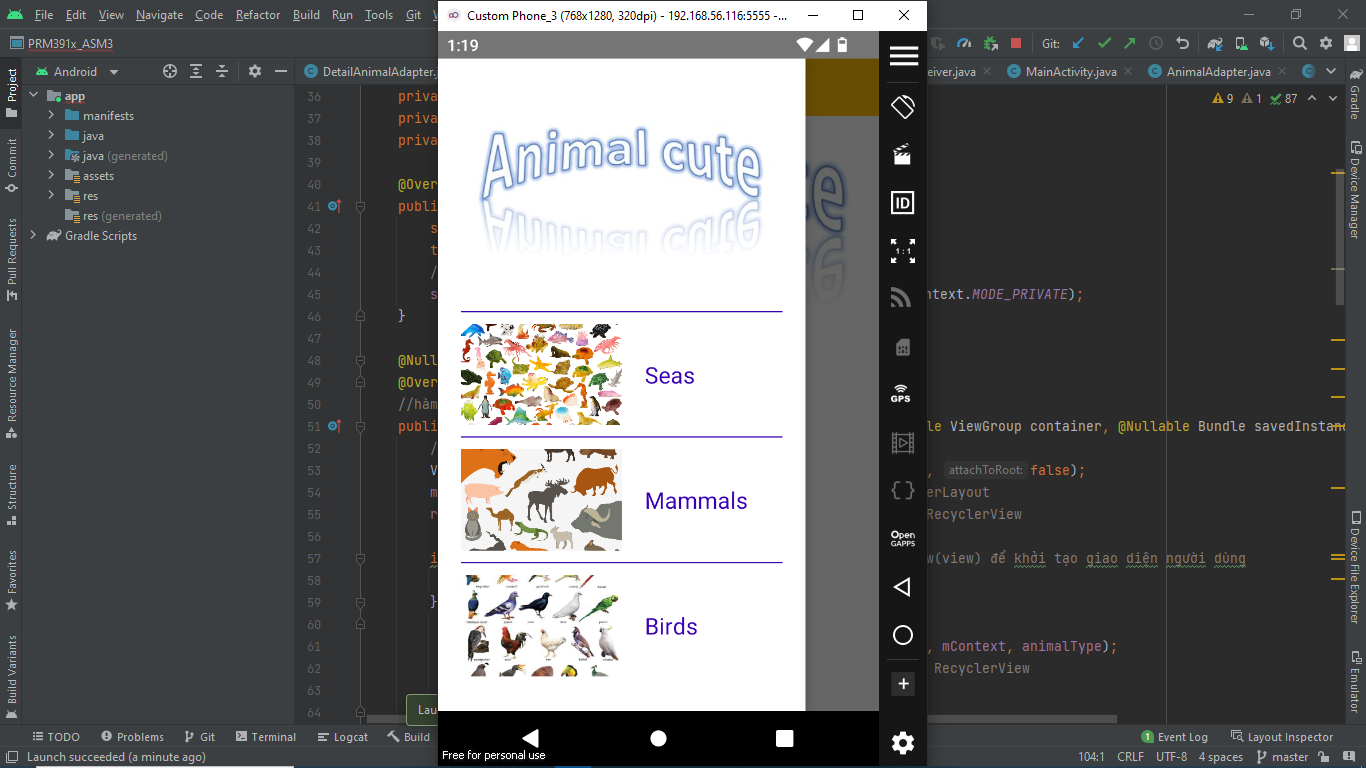 File Edit View Navigate Code Refactor Build Run Tools Git
Custom Phone_3 (768x1280, 320dpi) - 192.168.56.116:5555 -...
PRM391x_ASM3
Git:
Android
DetailAnimalAdapter.j
eiver.java
MainActivity.java
AnimalAdapter.java
9 1 87
Project
Commit
Pull Requests
Resource Manager
Structure
Favorites
Build Variants
app
manifests
java
java (generated)
assets
res
res (generated)
Gradle Scripts
36 priva
37 priva
38 priva
39
40 @Over
41 publi
42 s
43 t
44 /
45 s ntext.MODE_PRIVATE);
46 }
47
48 @Null
49 @Over
50 //hàm
51 publi le ViewGroup container, @Nullable Bundle savedInstanc
52 /
53 V , attachToRoot: false);
54 m erLayout
55 r RecyclerView
56
57 i w(view) để khởi tạo giao diện người dùng
58
59 }
60
61 , mContext, animalType);
62 RecyclerView
63
64
Lau
1:19
Animal cute
te
Seas
Mammals
Birds
Free for personal use
ID
1:1
GPS
Open
GAPPS
Gradle
Device Manager
Device File Explorer
Emulator
TODO Problems Git Terminal Logcat Build
1 Event Log Layout Inspector
Launch succeeded (a minute ago)
104:1 CRLF UTF-8 4 spaces master